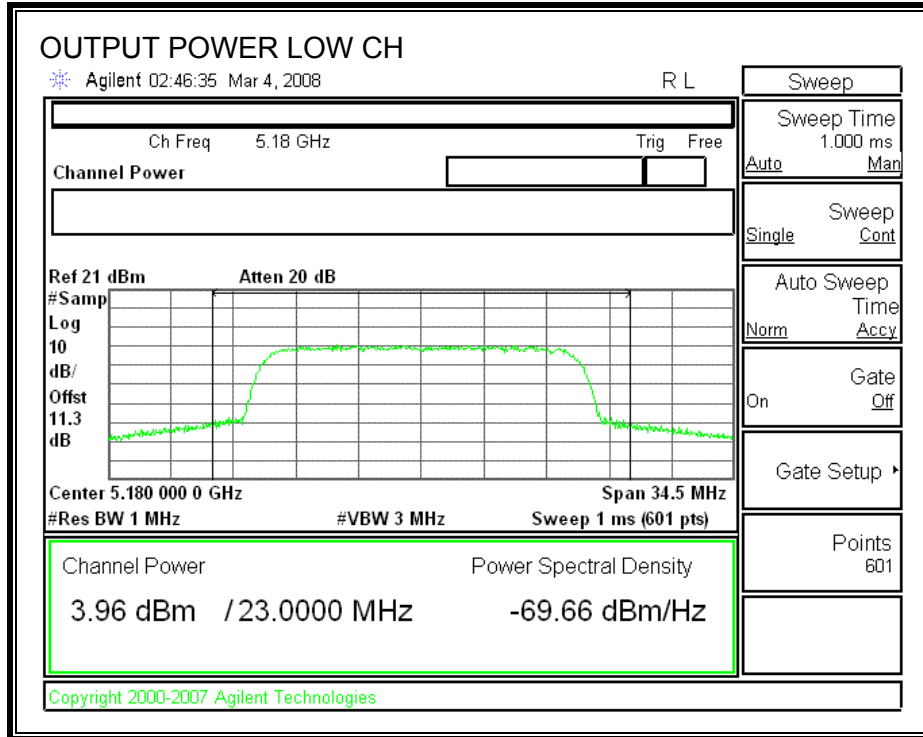 OUTPUT POWER LOW CH
Agilent 02:46:35 Mar 4, 2008 R L
Ch Freq 5.18 GHz Trig Free
Channel Power
Ref 21 dBm Atten 20 dB
#Samp
Log
10
dB/
Offst
11.3
dB
Center 5.180 000 0 GHz Span 34.5 MHz
#Res BW 1 MHz #VBW 3 MHz Sweep 1 ms (601 pts)
Channel Power Power Spectral Density
3.96 dBm / 23.0000 MHz -69.66 dBm/Hz
Copyright 2000-2007 Agilent Technologies
Sweep
Sweep Time
1.000 ms
Auto Man
Sweep
Single Cont
Auto Sweep
Time
Norm Accy
Gate
On Off
Gate Setup
Points
601